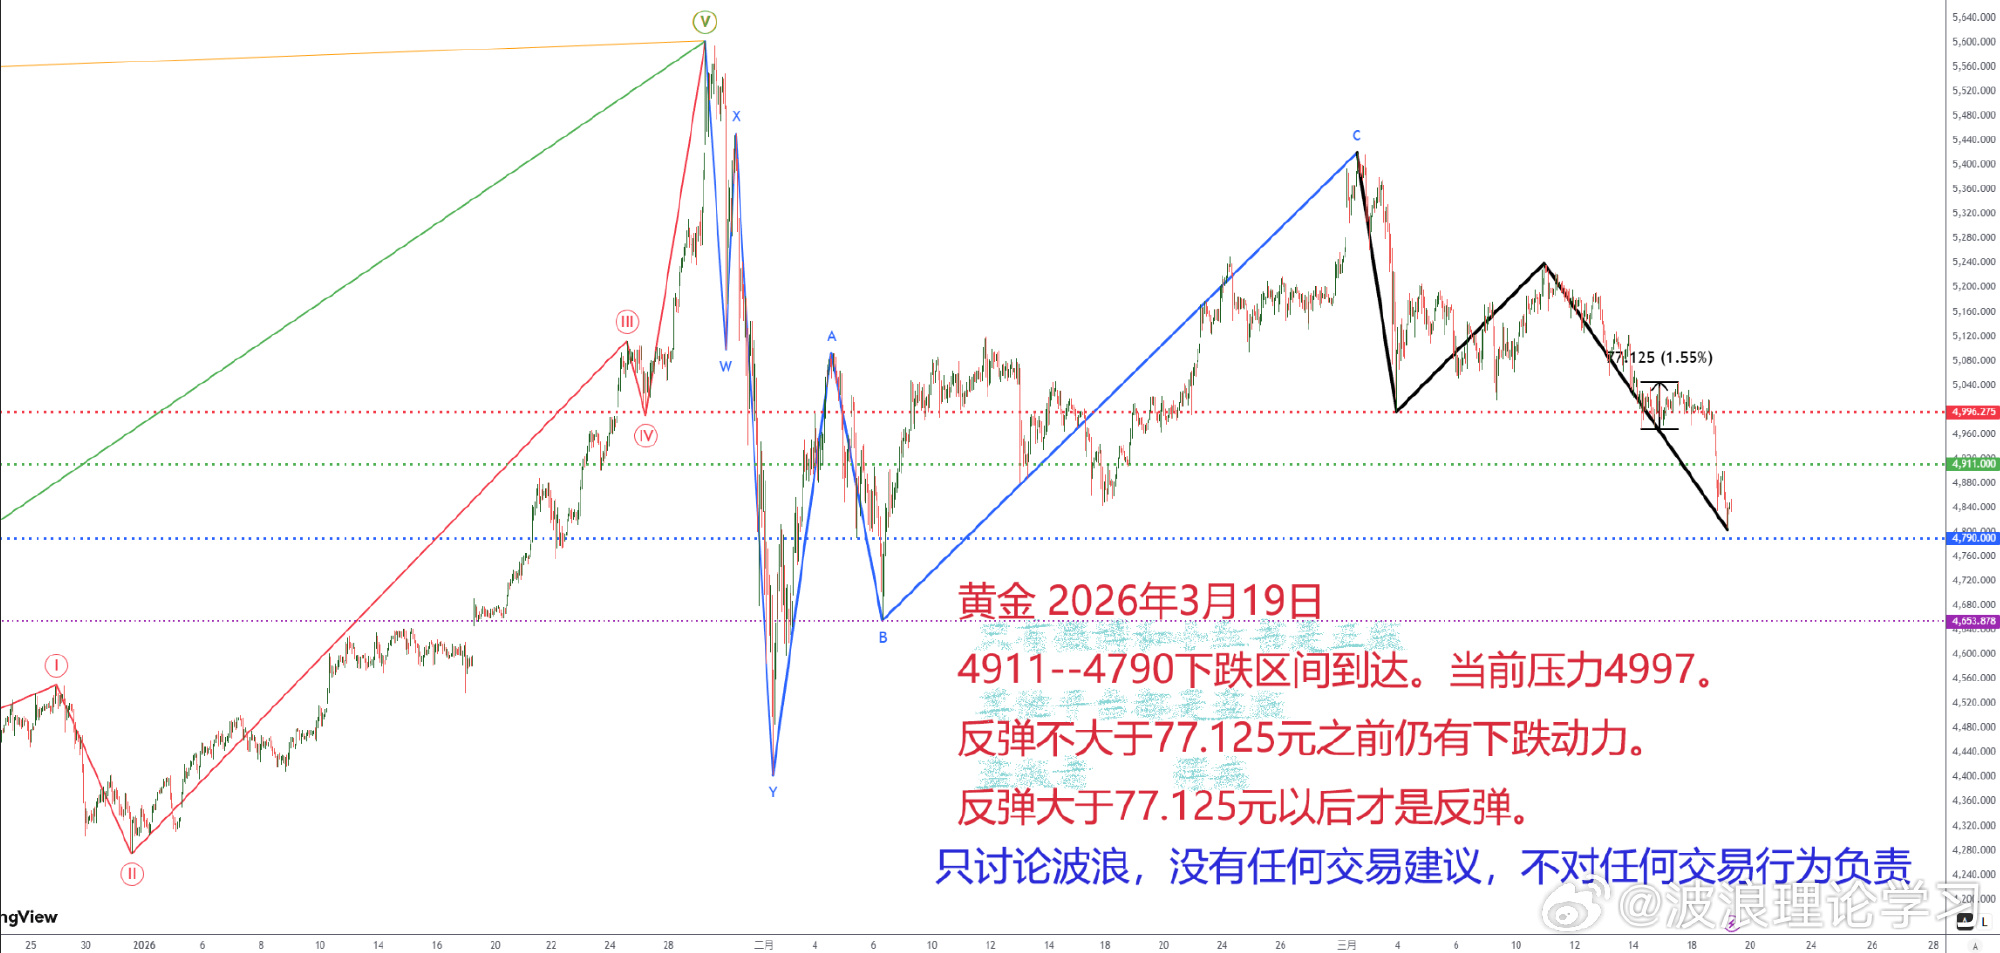 V
X
C
5,640.000
5,600.000
5,560.000
5,520.000
5,480.000
5,440.000
5,400.000
5,360.000
5,320.000
5,280.000
5,240.000
5,200.000
5,160.000
5,120.000
5,080.000
5,040.000
4,996.275
4,960.000
4,911.000
4,880.000
4,840.000
4,790.000
4,760.000
4,720.000
4,680.000
4,653.878
4,600.000
4,560.000
4,520.000
4,480.000
4,440.000
4,400.000
4,360.000
4,320.000
4,280.000
4,240.000
III
A
W
77.125 (1.55%)
IV
B
I
Y
II
黄金 2026年3月19日
4911--4790下跌区间到达。当前压力4997。
反弹不大于77.125元之前仍有下跌动力。
反弹大于77.125元以后才是反弹。
只讨论波浪，没有任何交易建议，不对任何交易行为负责
@波浪理论学习
ngView
A L
25 30 2026 6 8 10 14 16 20 22 24 28 二月 4 6 10 12 14 18 20 24 26 三月 4 6 10 12 14 18 20 24 26 28
A